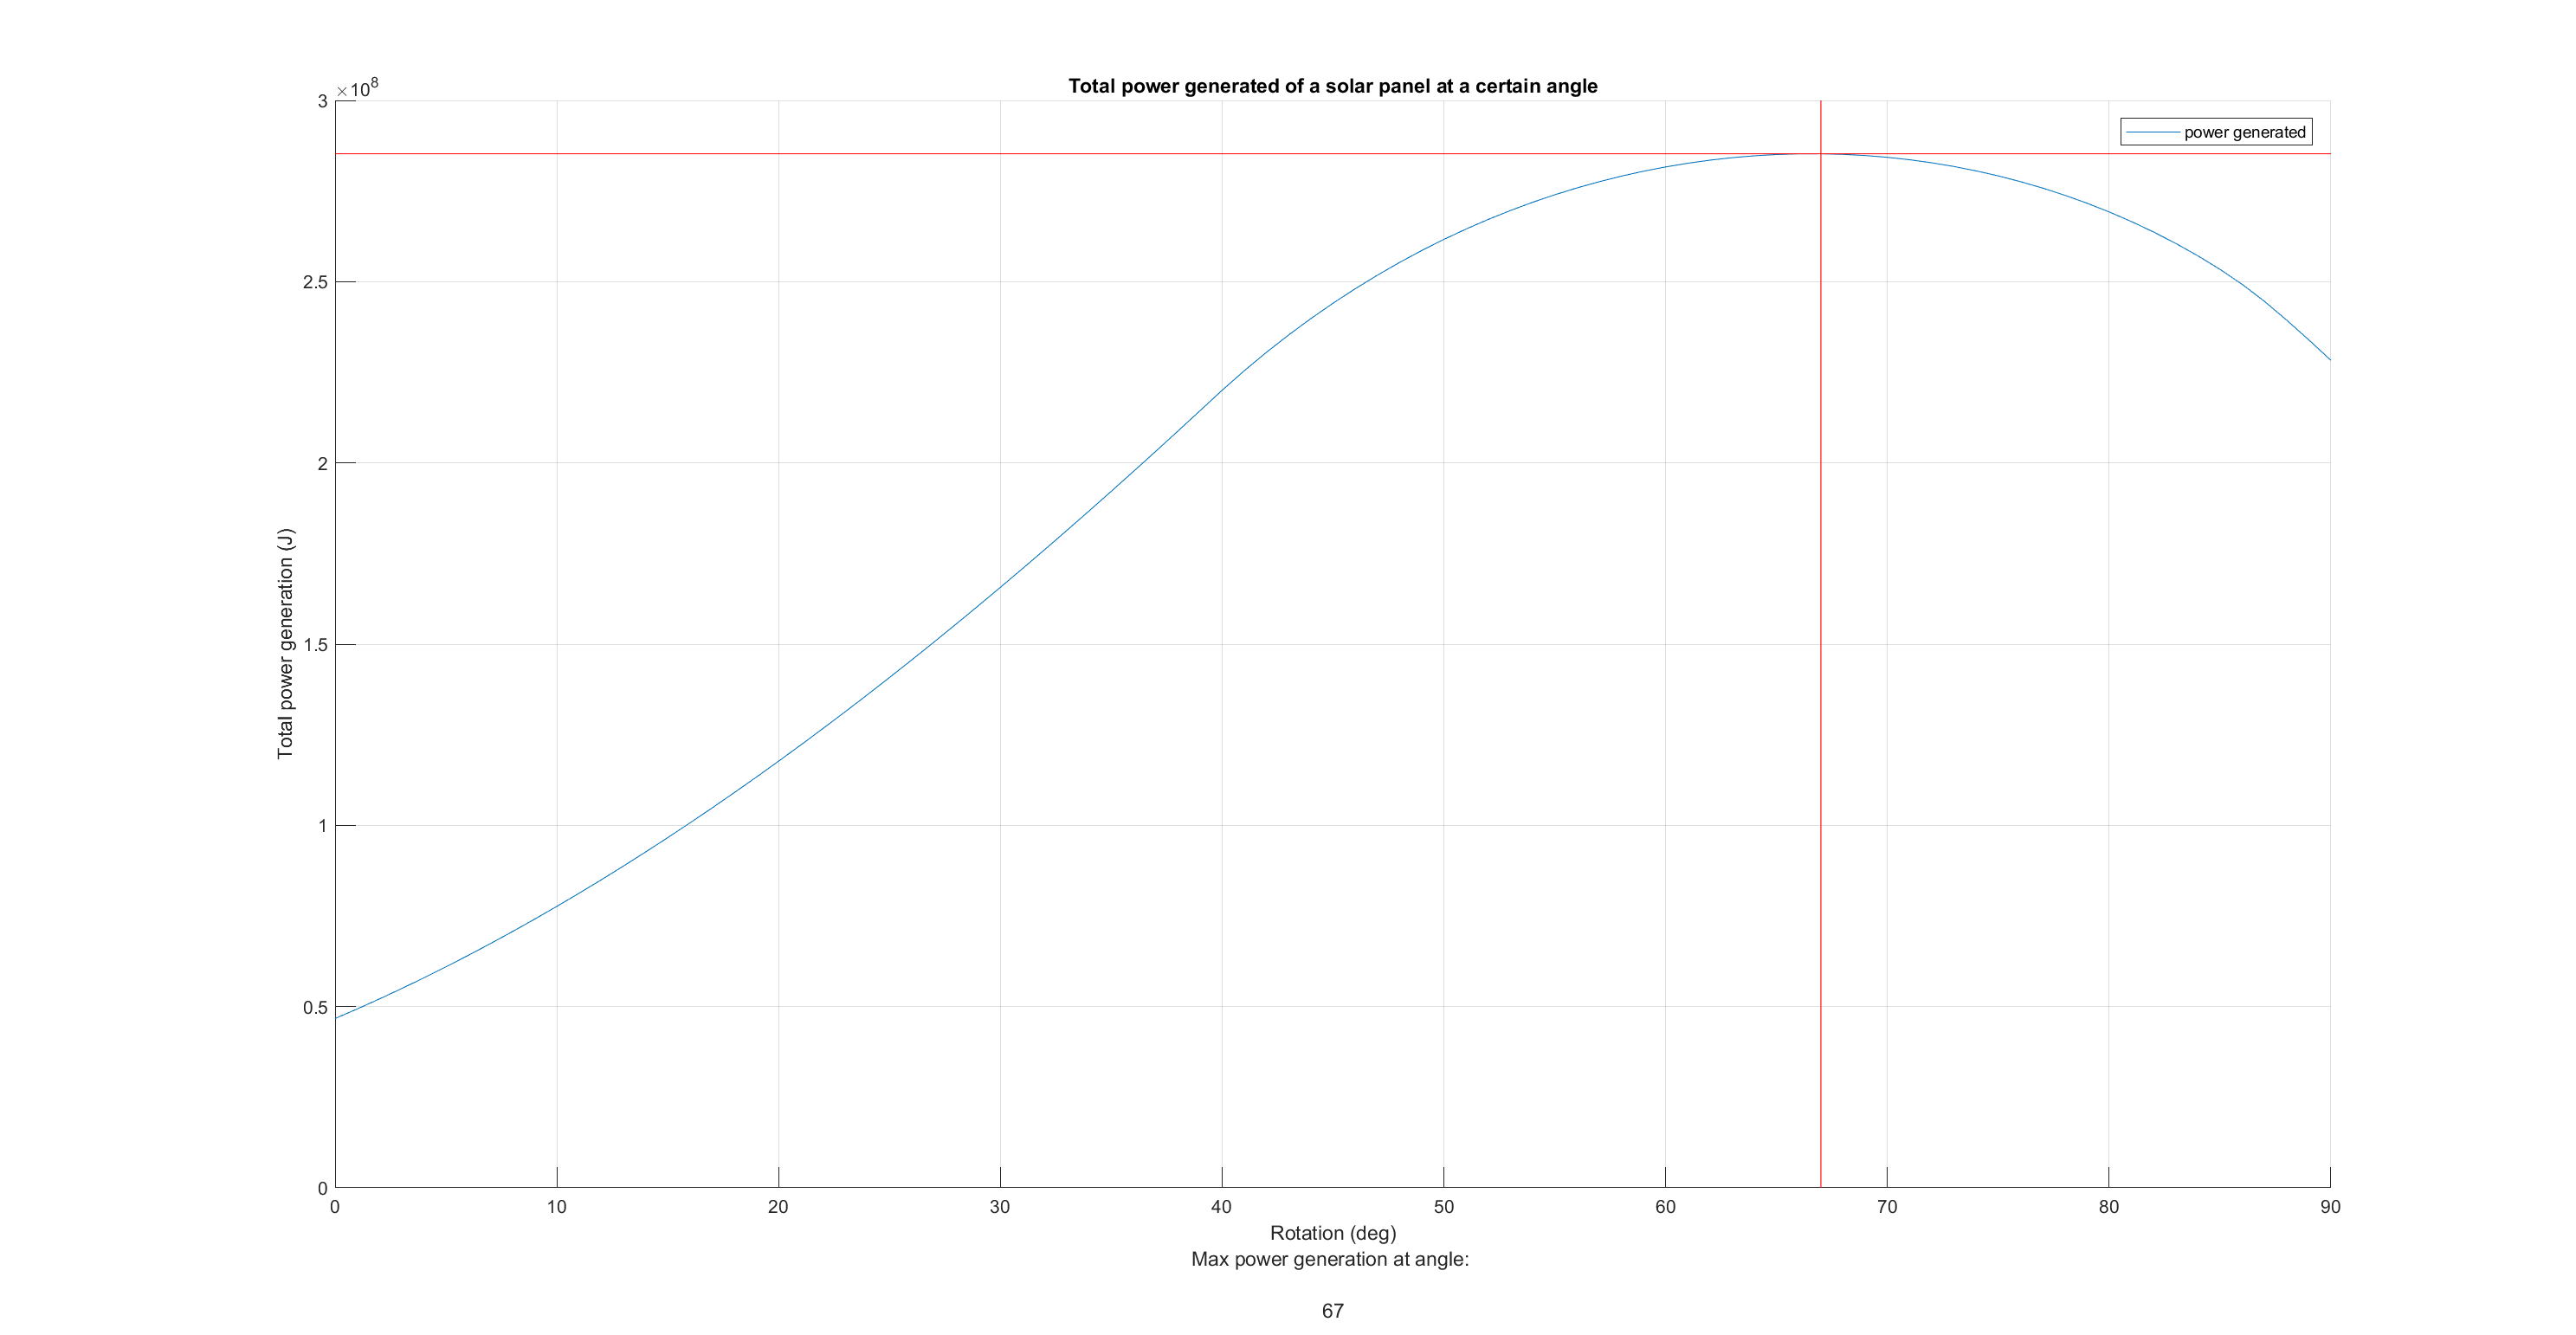 Total power generated of a solar panel at a certain angle
×10^8
3
2.5
2
1.5
1
0.5
0
Total power generation (J)
power generated
0 10 20 30 40 50 60 70 80 90
Rotation (deg)
Max power generation at angle:
67